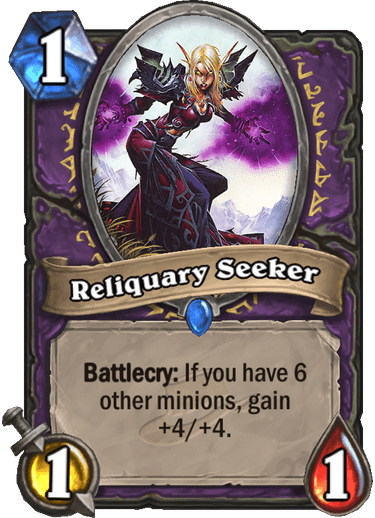 1
Reliquary Seeker
Battlecry: If you have 6
other minions, gain
+4/+4.
1
1